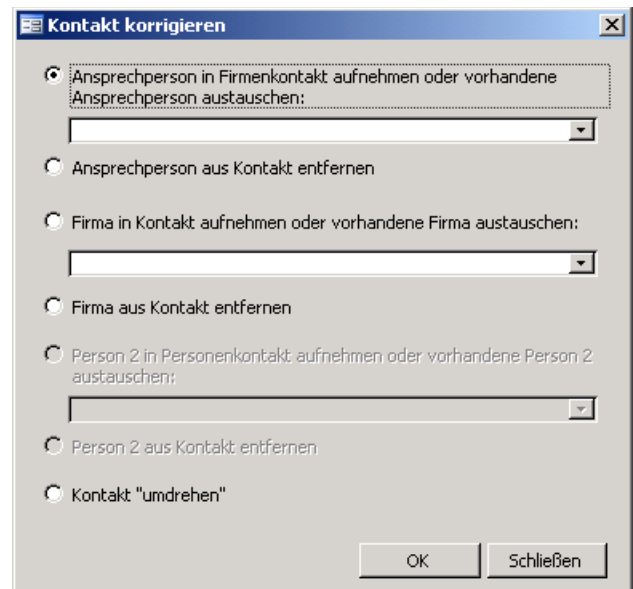 Kontakt korrigieren
Ansprechperson in Firmenkontakt aufnehmen oder vorhandene
Ansprechperson austauschen:
Ansprechperson aus Kontakt entfernen
Firma in Kontakt aufnehmen oder vorhandene Firma austauschen:
Firma aus Kontakt entfernen
Person 2 in Personenkontakt aufnehmen oder vorhandene Person 2
austauschen:
Person 2 aus Kontakt entfernen
Kontakt "umdrehen"
OK Schließen